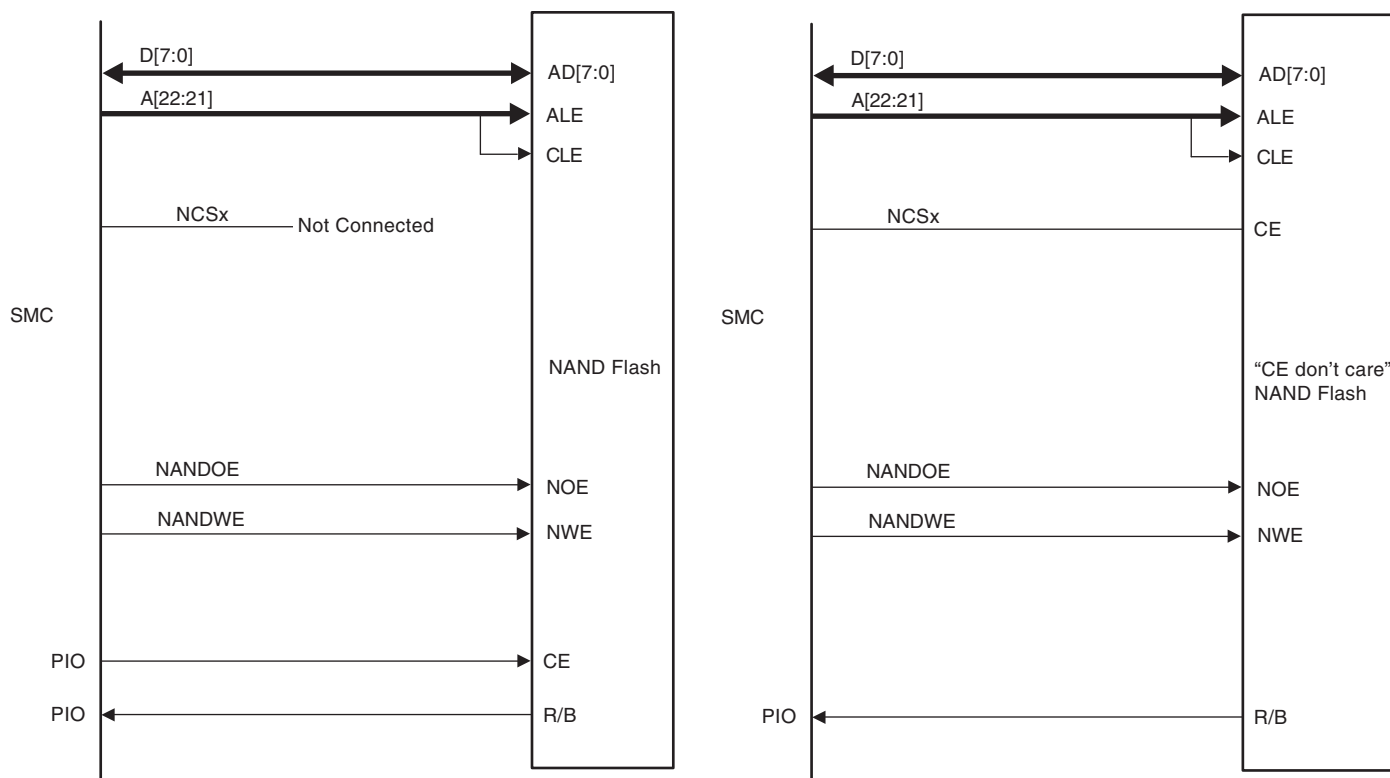 D[7:0]
AD[7:0]
A[22:21]
ALE
CLE
NCSx
Not Connected
SMC
NAND Flash
NANDOE
NOE
NANDWE
NWE
PIO
CE
PIO
R/B
D[7:0]
AD[7:0]
A[22:21]
ALE
CLE
NCSx
CE
SMC
“CE don’t care”
NAND Flash
NANDOE
NOE
NANDWE
NWE
PIO
R/B